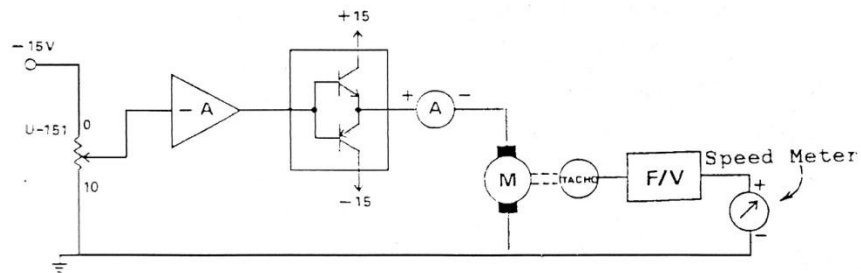 +15
−15V
+ A −
− A
U-151
0
10
−15
M
TACHO
F/V
Speed Meter
+
−